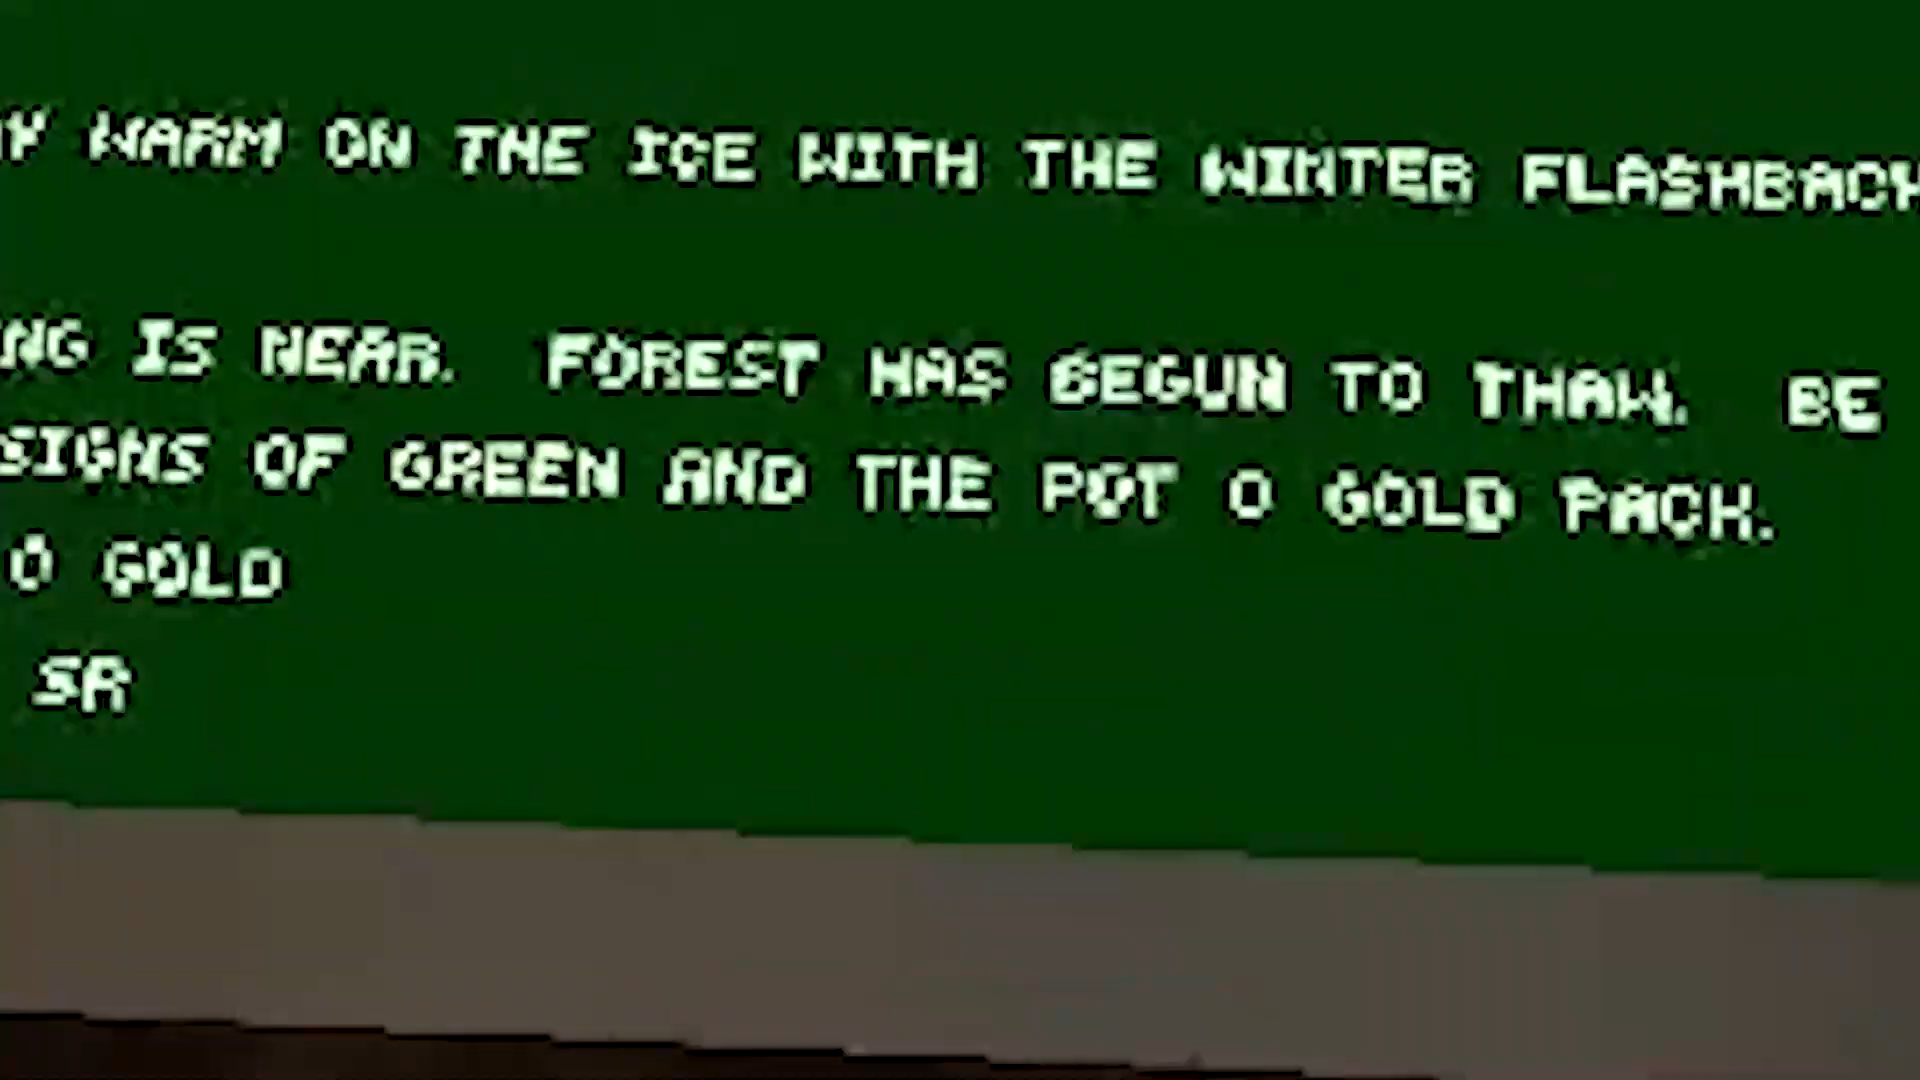 Y WARM ON THE ICE WITH THE WINTER FLASHBACK
NG IS NEAR. FOREST HAS BEGUN TO THAW. BE
SIGNS OF GREEN AND THE POT O GOLD PACK.
O GOLD
SR